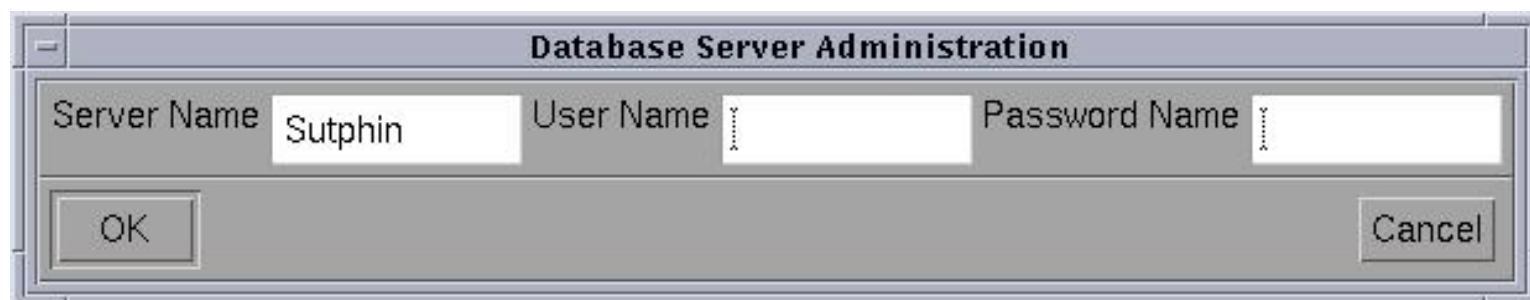 Database Server Administration
Server Name Sutphin User Name Password Name
OK Cancel